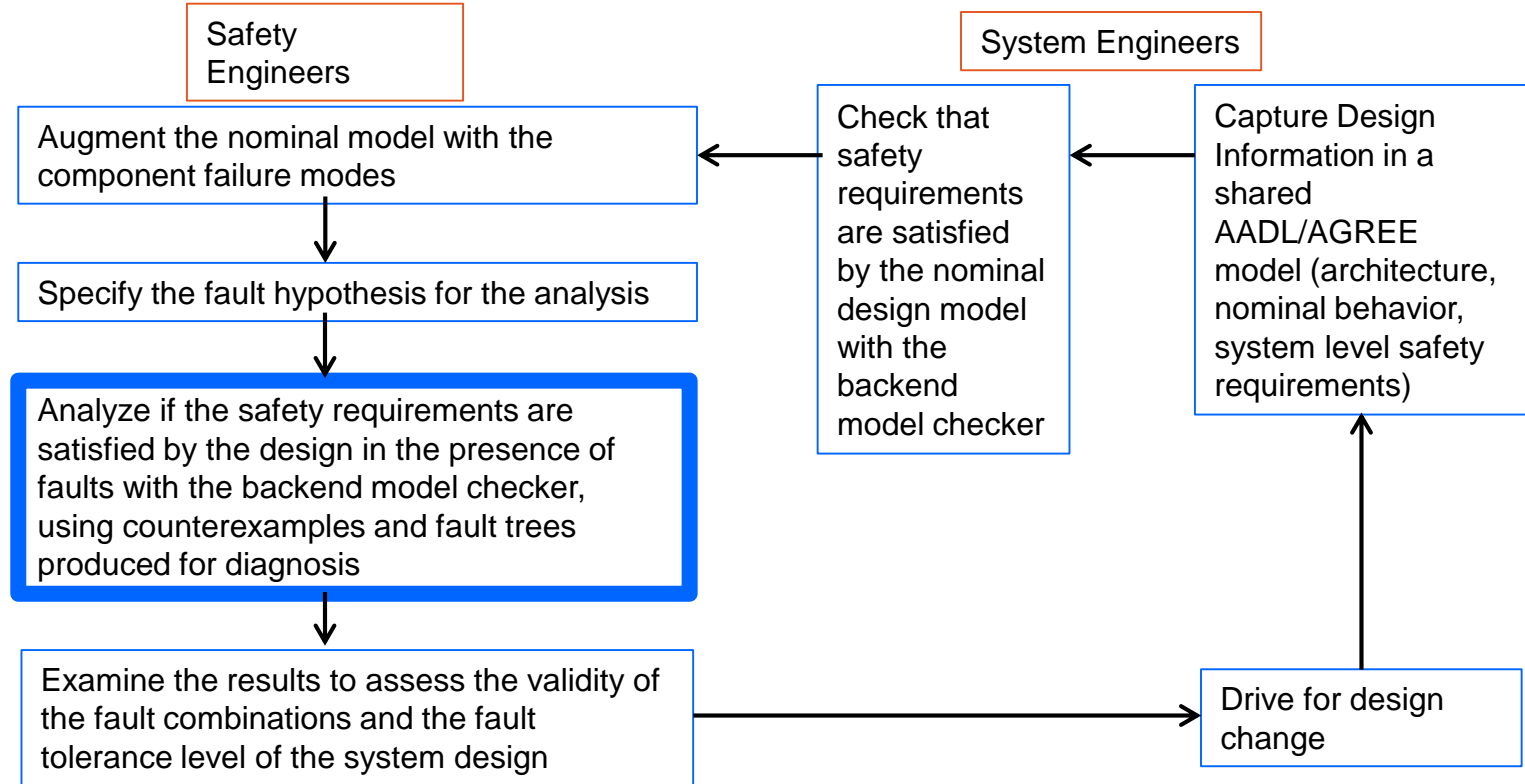 Safety
Engineers
System Engineers
Augment the nominal model with the
component failure modes
Specify the fault hypothesis for the analysis
Analyze if the safety requirements are
satisfied by the design in the presence of
faults with the backend model checker,
using counterexamples and fault trees
produced for diagnosis
Examine the results to assess the validity of
the fault combinations and the fault
tolerance level of the system design
Check that
safety
requirements
are satisfied
by the nominal
design model
with the
backend
model checker
Capture Design
Information in a
shared
AADL/AGREE
model (architecture,
nominal behavior,
system level safety
requirements)
Drive for design
change